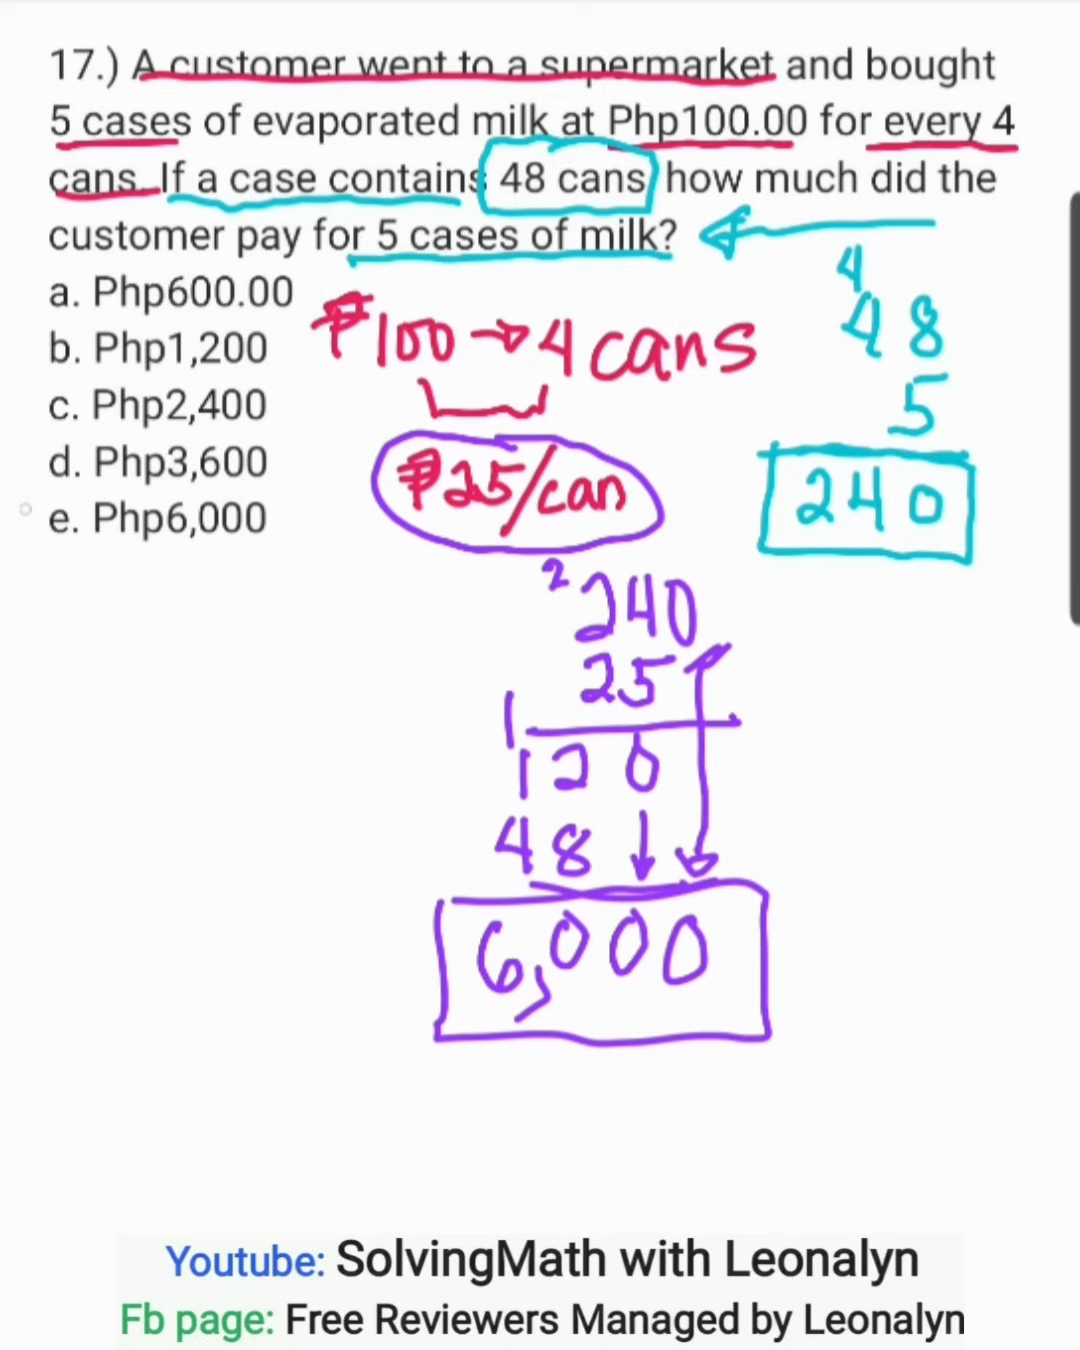 17.) A customer went to a supermarket and bought
5 cases of evaporated milk at Php100.00 for every 4
cans. If a case contains 48 cans how much did the
customer pay for 5 cases of milk?
a. Php600.00
b. Php1,200
c. Php2,400
d. Php3,600
e. Php6,000
₱100 → 4 cans
₱25/can
4
48
5
240
2
240
25
1
120
48
6,000
Youtube: SolvingMath with Leonalyn
Fb page: Free Reviewers Managed by Leonalyn